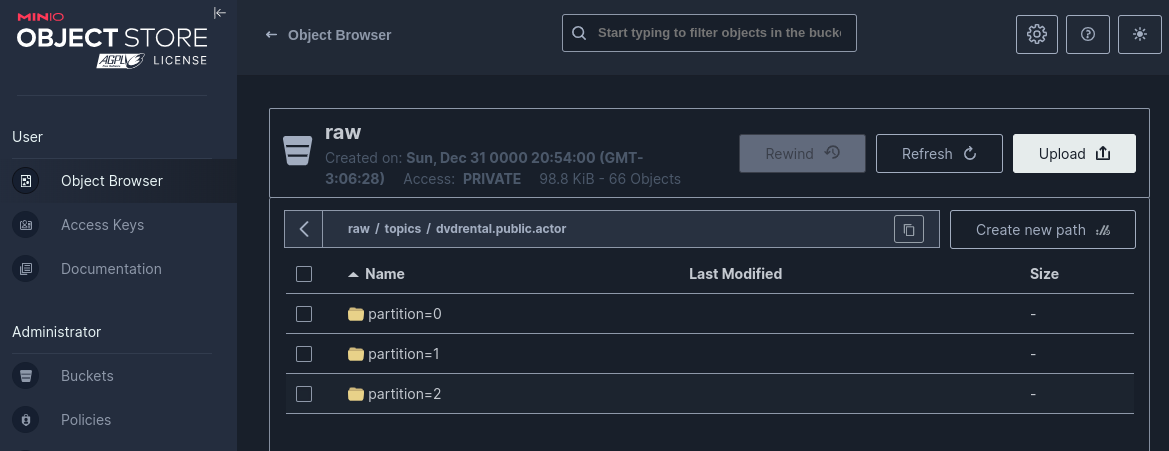 MINIO
OBJECT STORE
AGPL LICENSE
User
Object Browser
Access Keys
Documentation
Administrator
Buckets
Policies
Object Browser
Start typing to filter objects in the bucke
raw
Created on: Sun, Dec 31 0000 20:54:00 (GMT-
3:06:28) Access: PRIVATE 98.8 KiB - 66 Objects
Rewind
Refresh
Upload
raw / topics / dvdrental.public.actor
Create new path
Name Last Modified Size
partition=0 -
partition=1 -
partition=2 -